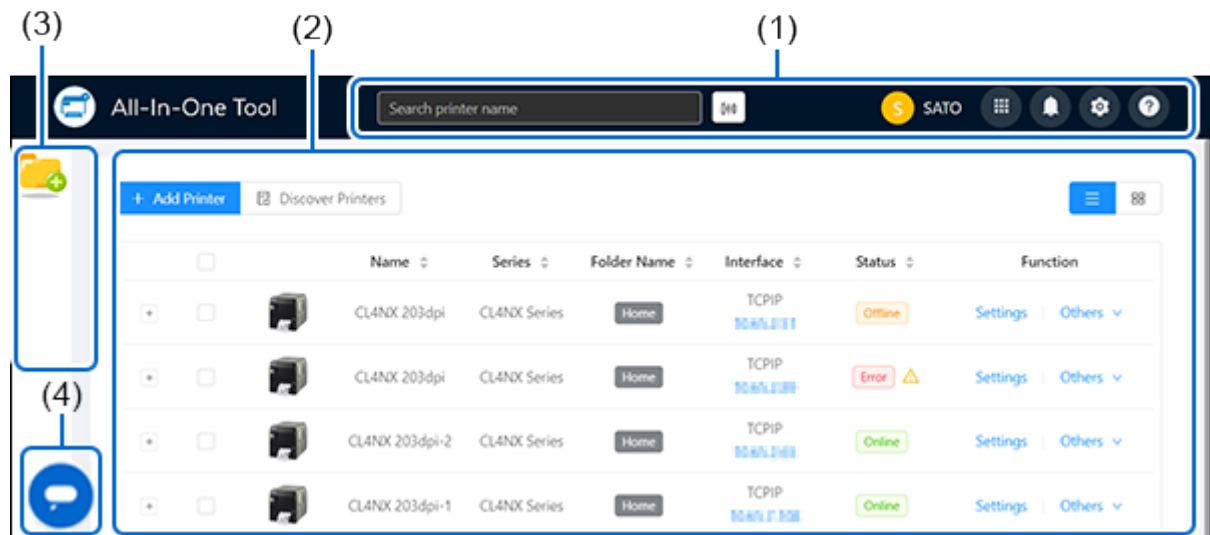 (3) (2) (1)
All-In-One Tool Search printer name S SATO ?
+ Add Printer Discover Printers
Name Series Folder Name Interface Status Function
CL4NX 203dpi CL4NX Series Home TCPIP Offline Settings Others
CL4NX 203dpi CL4NX Series Home TCPIP Error Settings Others
(4)
CL4NX 203dpi-2 CL4NX Series Home TCPIP Online Settings Others
CL4NX 203dpi-1 CL4NX Series Home TCPIP Online Settings Others